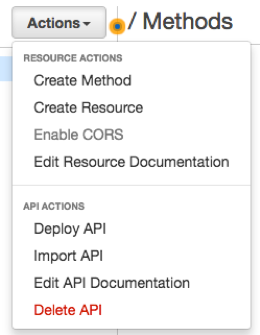 Actions / Methods
RESOURCE ACTIONS
Create Method
Create Resource
Enable CORS
Edit Resource Documentation
API ACTIONS
Deploy API
Import API
Edit API Documentation
Delete API